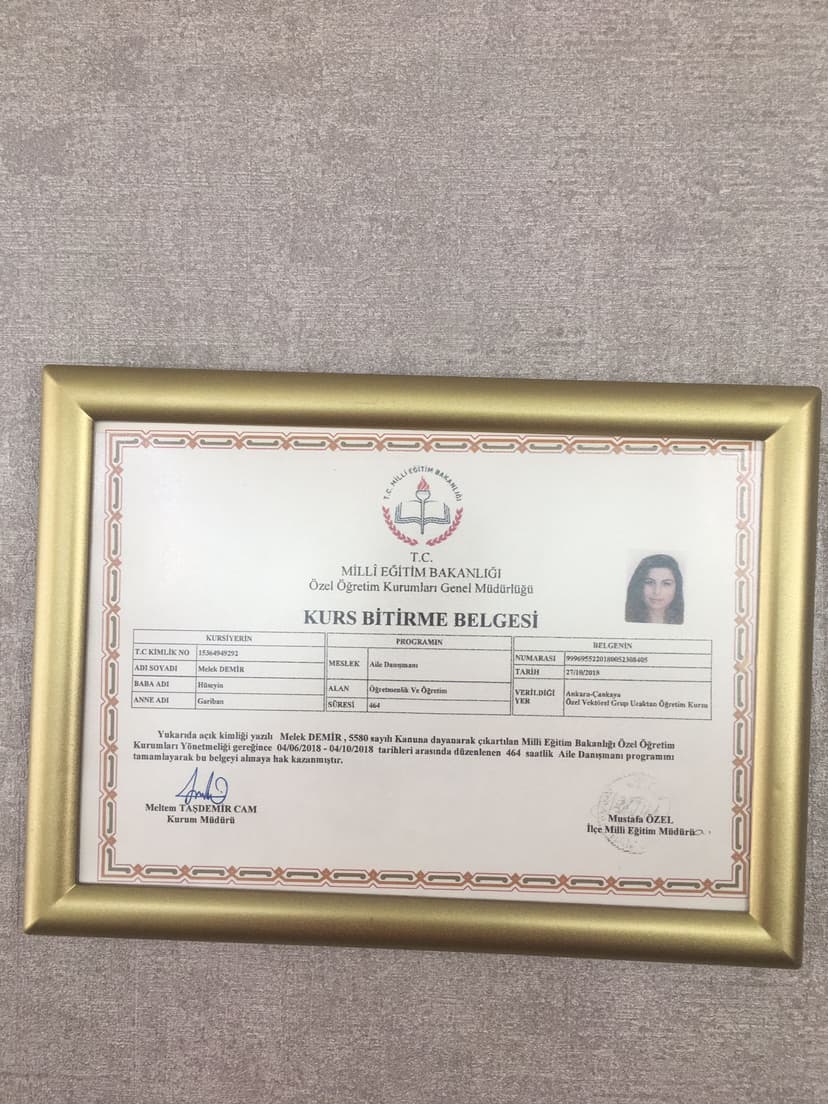 T.C. MİLLÎ EĞİTİM BAKANLIĞI
T.C.
MİLLÎ EĞİTİM BAKANLIĞI
Özel Öğretim Kurumları Genel Müdürlüğü
KURS BİTİRME BELGESİ
KURSİYERİN
T.C KİMLİK NO 15364949292
ADI SOYADI Melek DEMİR
BABA ADI Hüseyin
ANNE ADI Gariban
PROGRAMIN
MESLEK Aile Danışmanı
ALAN Öğretmenlik Ve Öğretim
SÜRESİ 464
BELGENİN
NUMARASI
TARİH 27/10/2018
VERİLDİĞİ YER Ankara-Çankaya
Özel Vektörel Grup Uzaktan Öğretim Kursu
Yukarıda açık kimliği yazılı Melek DEMİR , 5580 sayılı Kanuna dayanarak çıkartılan Milli Eğitim Bakanlığı Özel Öğretim
Kurumları Yönetmeliği gereğince 04/06/2018 - 04/10/2018 tarihleri arasında düzenlenen 464 saatlik Aile Danışmanı programını
tamamlayarak bu belgeyi almaya hak kazanmıştır.
Meltem TAŞDEMİR CAM
Kurum Müdürü
Mustafa ÖZEL
İlçe Milli Eğitim Müdürü